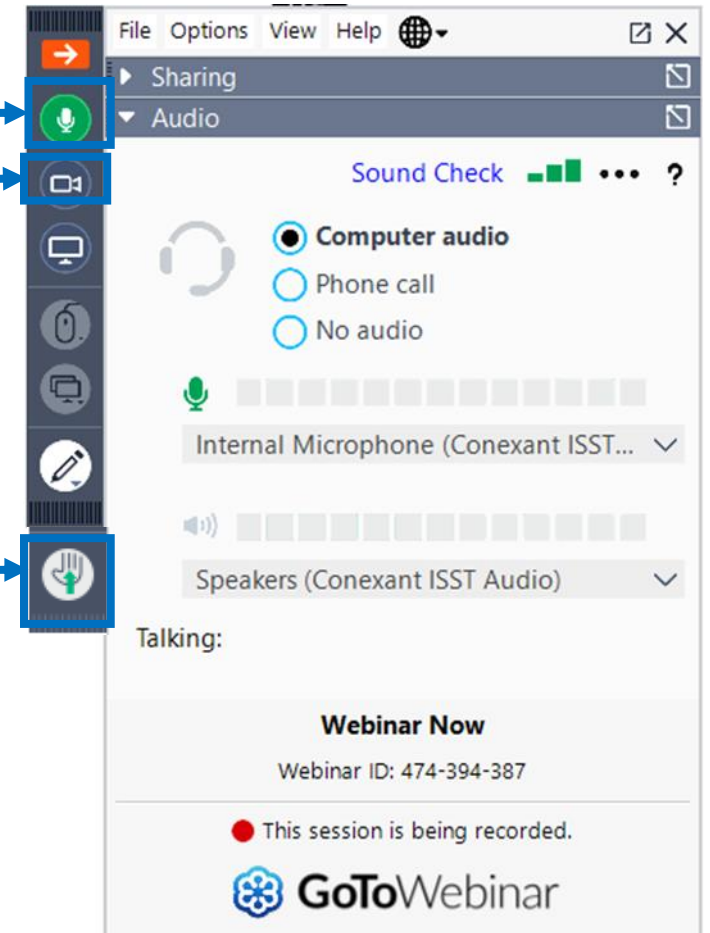 File Options View Help
Sharing
Audio
Sound Check ?
Computer audio
Phone call
No audio
Internal Microphone (Conexant ISST...
Speakers (Conexant ISST Audio)
Talking:
Webinar Now
Webinar ID: 474-394-387
This session is being recorded.
GoToWebinar